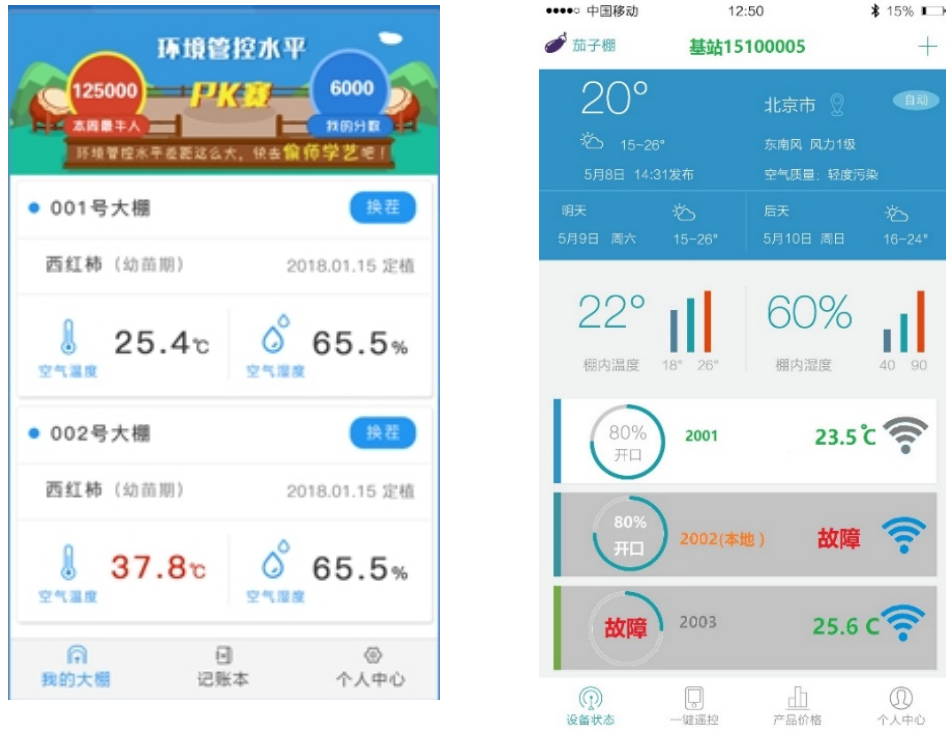 环境管控水平
PK赛
125000
本周最牛人
6000
我的分数
环境管控水平差距这么大，快去偷师学艺吧！
001号大棚
换茬
西红柿（幼苗期）
2018.01.15 定植
25.4℃
空气温度
65.5%
空气湿度
002号大棚
换茬
西红柿（幼苗期）
2018.01.15 定植
37.8℃
空气温度
65.5%
空气湿度
我的大棚
记账本
个人中心
中国移动
12:50
15%
茄子棚
基站15100005
+
20°
北京市
自动
15~26°
东南风 风力1级
5月8日 14:31发布
空气质量：轻度污染
明天
后天
5月9日 周六
15~26°
5月10日 周日
16~24°
22°
60%
棚内温度
18° 26°
棚内湿度
40 90
80%
开口
2001
23.5℃
80%
开口
2002(本地)
故障
故障
2003
25.6 C
设备状态
一键遥控
产品价格
个人中心